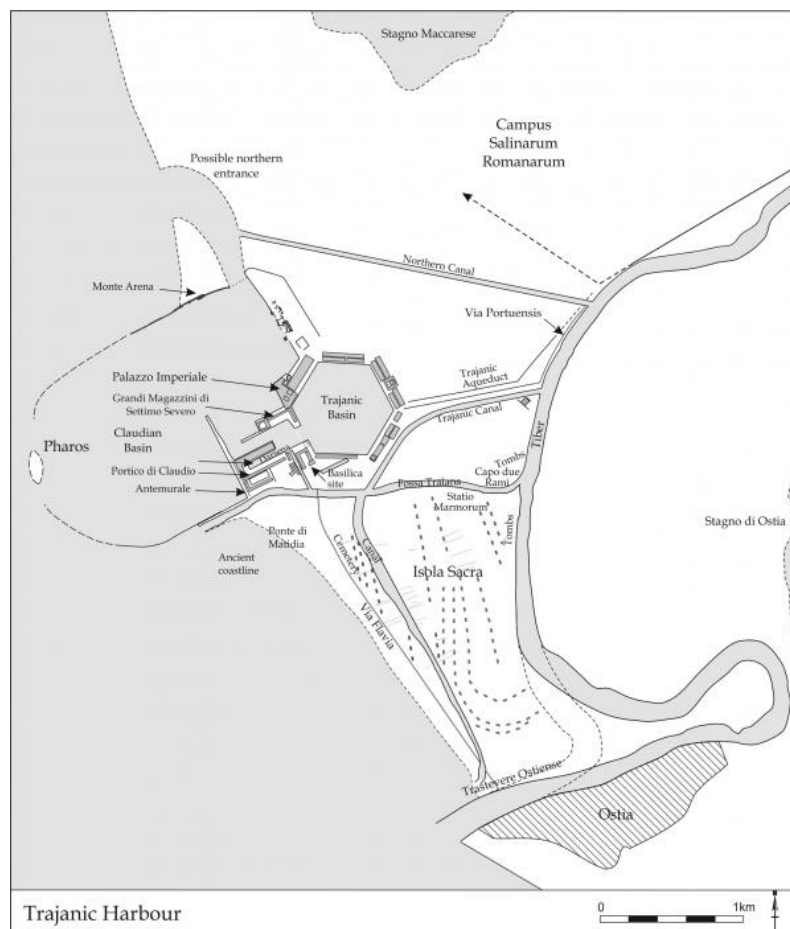 Stagno Maccarese
Campus
Salinarum
Romanarum
Possible northern
entrance
Northern Canal
Monte Arena
Via Portuensis
Palazzo Imperiale
Trajanic
Aqueduct
Grandi Magazzini di
Settimo Severo
Trajanic
Basin
Trajanic Canal
Claudian
Basin
Pharos
Darsena
Tiber
Tombs
Portico di Claudio
Basilica
site
Fossa Traiana
Capo due
Rami
Antemurale
Statio
Marmorum
Stagno di Ostia
Tombs
Ponte di
Matidia
Ancient
coastline
Cemetery
Canal
Isola Sacra
Via Flavia
Trastevere Ostiense
Ostia
Trajanic Harbour
0 1km